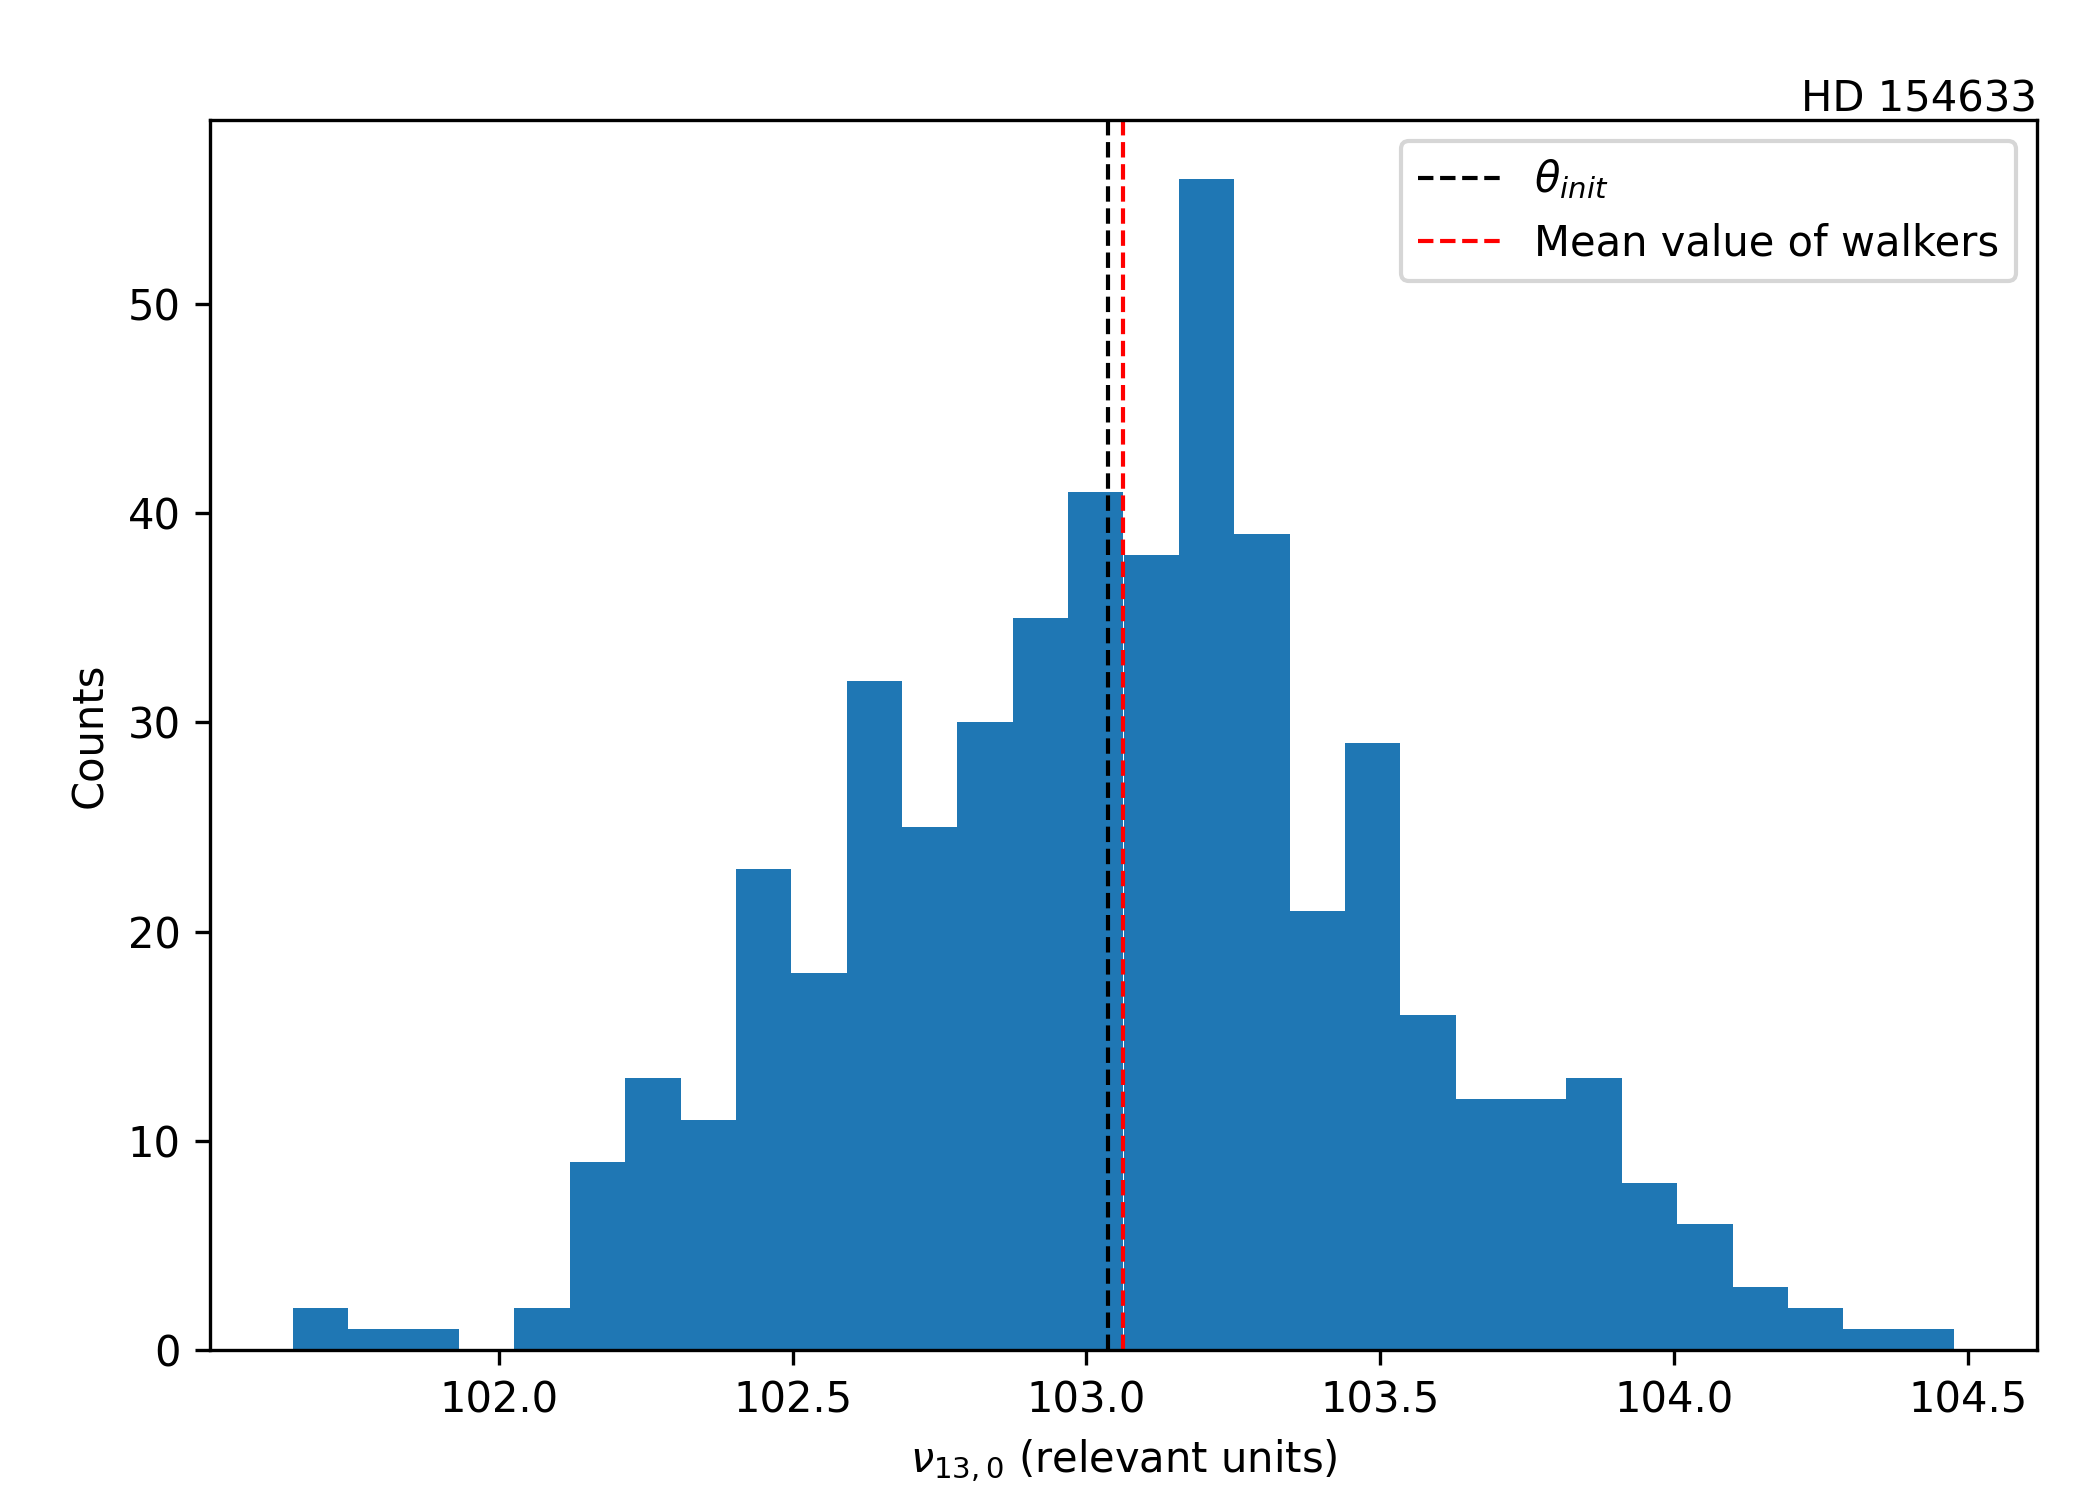 HD 154633
θinit
Mean value of walkers
Counts
50
40
30
20
10
0
102.0 102.5 103.0 103.5 104.0 104.5
ν13, 0 (relevant units)